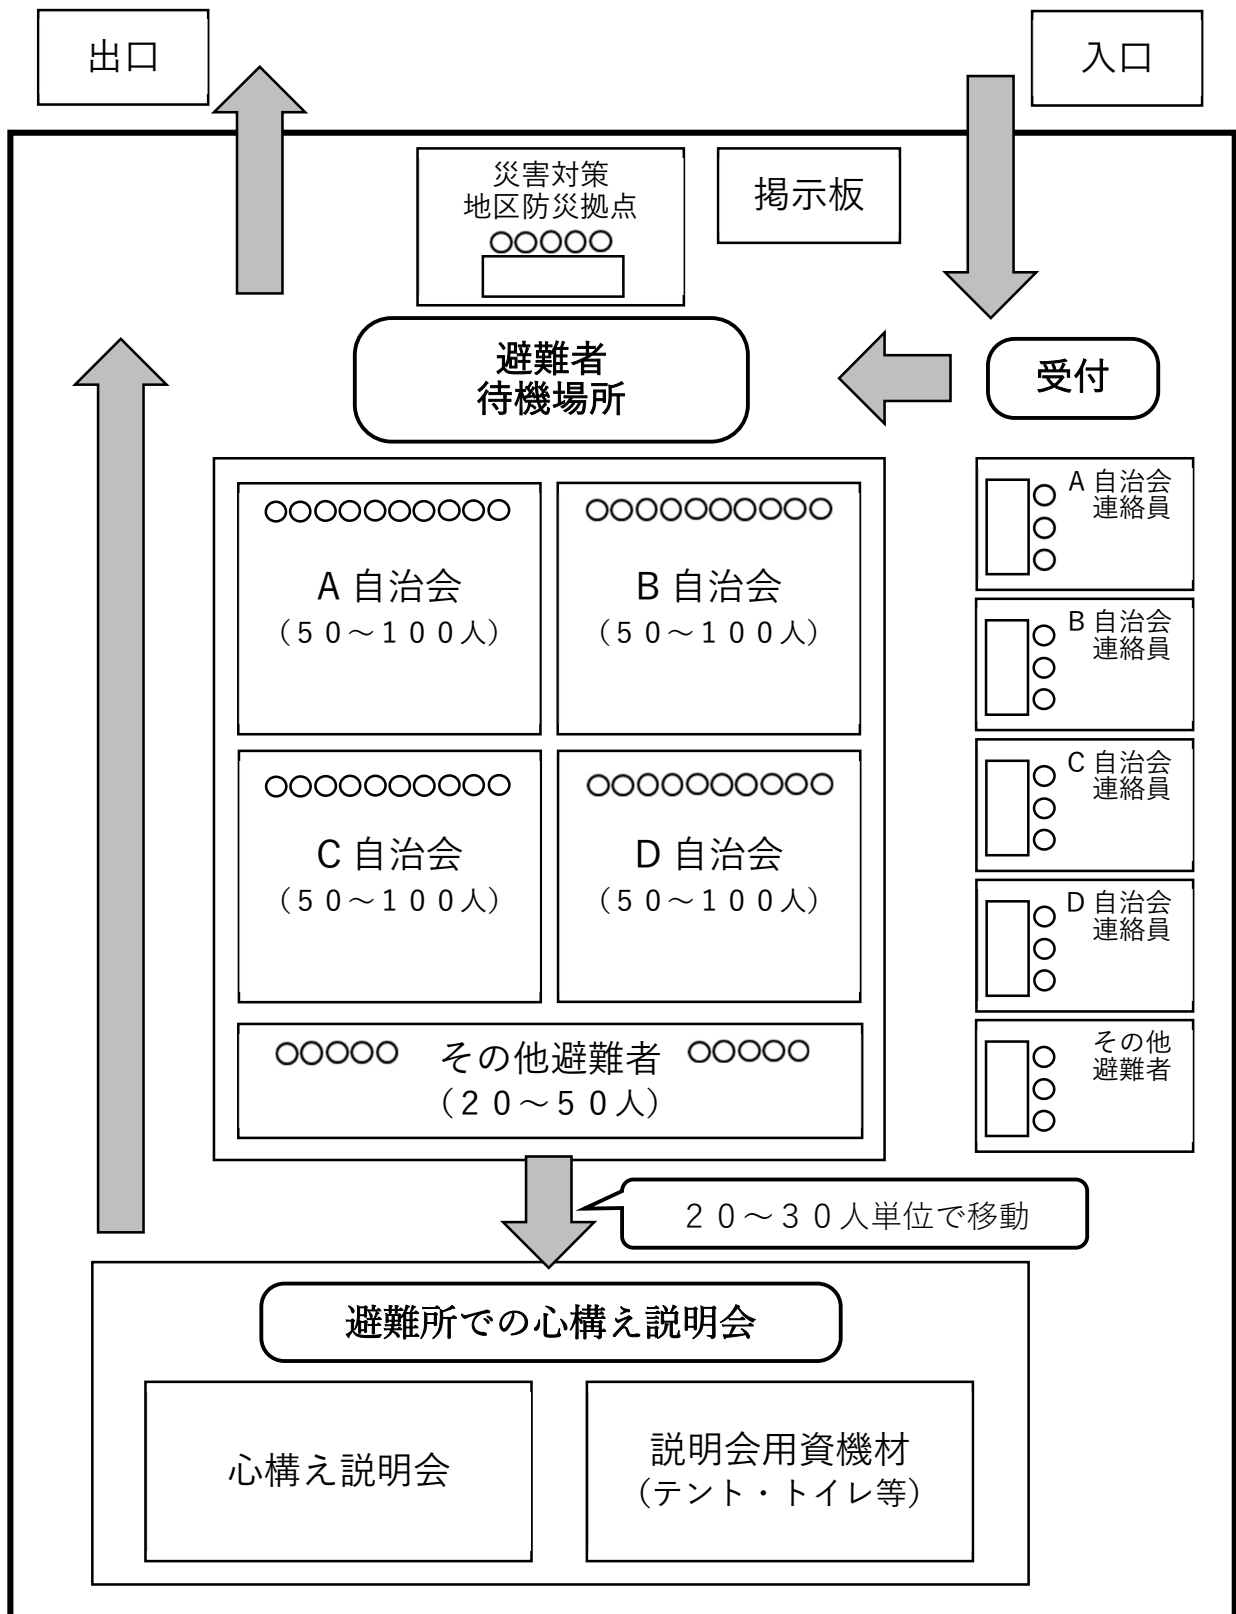 出口
入口
災害対策
地区防災拠点
○○○○○
掲示板
避難者
待機場所
受付
○○○○○○○○○○
A 自治会
（５０～１００人）
○○○○○○○○○○
B 自治会
（５０～１００人）
○○○○○○○○○○
C 自治会
（５０～１００人）
○○○○○○○○○○
D 自治会
（５０～１００人）
○○○○○ その他避難者 ○○○○○
（２０～５０人）
A 自治会
連絡員
B 自治会
連絡員
C 自治会
連絡員
D 自治会
連絡員
その他
避難者
２０～３０人単位で移動
避難所での心構え説明会
心構え説明会
説明会用資機材
（テント・トイレ等）